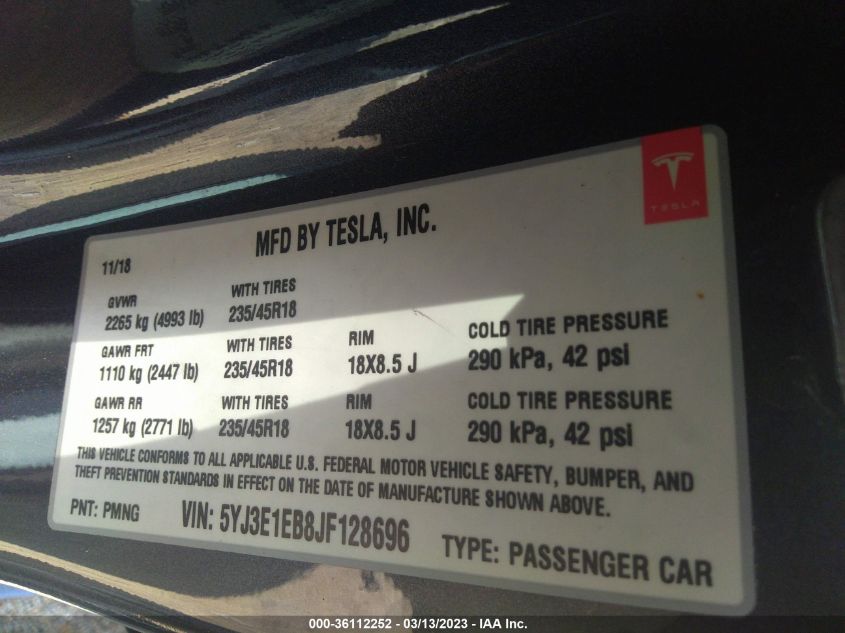 TESLA
MFD BY TESLA, INC.
11/18
GVWR WITH TIRES
2265 kg (4993 lb) 235/45R18
GAWR FRT WITH TIRES RIM COLD TIRE PRESSURE
1110 kg (2447 lb) 235/45R18 18X8.5 J 290 kPa, 42 psi
GAWR RR WITH TIRES RIM COLD TIRE PRESSURE
1257 kg (2771 lb) 235/45R18 18X8.5 J 290 kPa, 42 psi
THIS VEHICLE CONFORMS TO ALL APPLICABLE U.S. FEDERAL MOTOR VEHICLE SAFETY, BUMPER, AND
THEFT PREVENTION STANDARDS IN EFFECT ON THE DATE OF MANUFACTURE SHOWN ABOVE.
PNT: PMNG VIN: 5YJ3E1EB8JF128696 TYPE: PASSENGER CAR
000-36112252 - 03/13/2023 - IAA Inc.